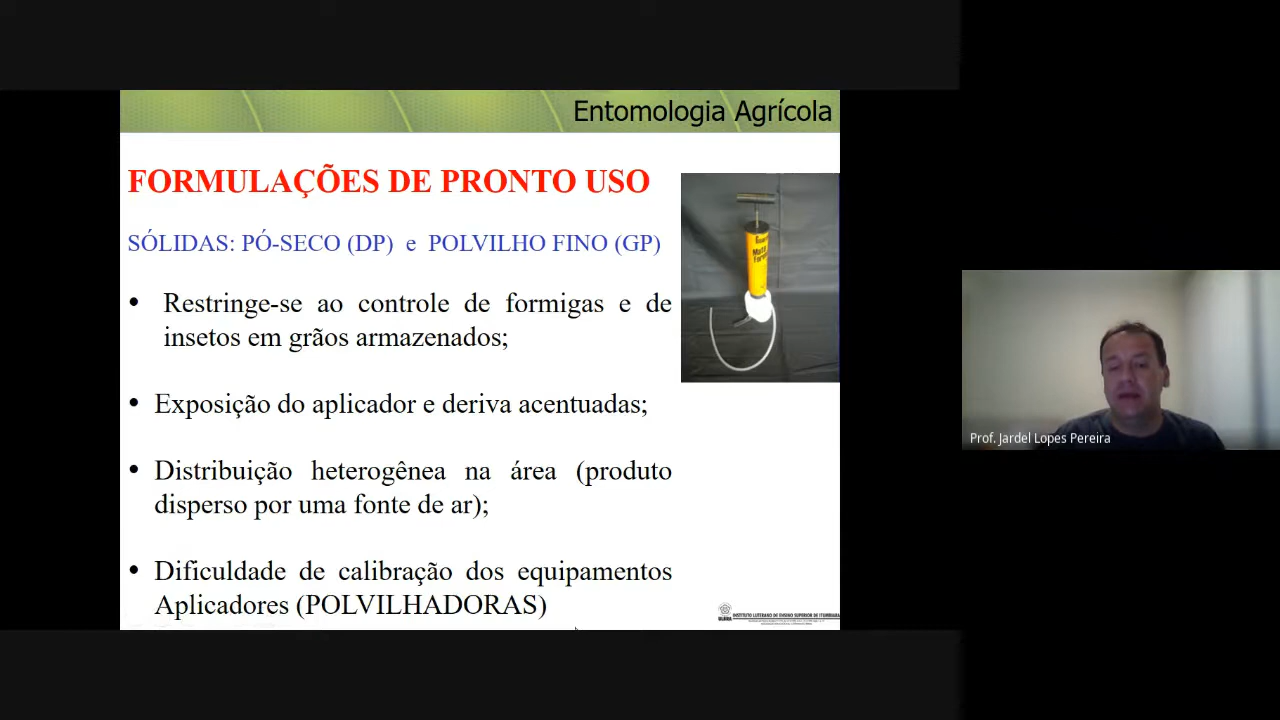 Entomologia Agrícola
FORMULAÇÕES DE PRONTO USO
SÓLIDAS: PÓ-SECO (DP) e POLVILHO FINO (GP)
• Restringe-se ao controle de formigas e de
insetos em grãos armazenados;
• Exposição do aplicador e deriva acentuadas;
• Distribuição heterogênea na área (produto
disperso por uma fonte de ar);
• Dificuldade de calibração dos equipamentos
Aplicadores (POLVILHADORAS)
Mata
INSTITUTO LUTERANO DE ENSINO SUPERIOR DE ITUMBIARA
ULBRA
Prof. Jardel Lopes Pereira